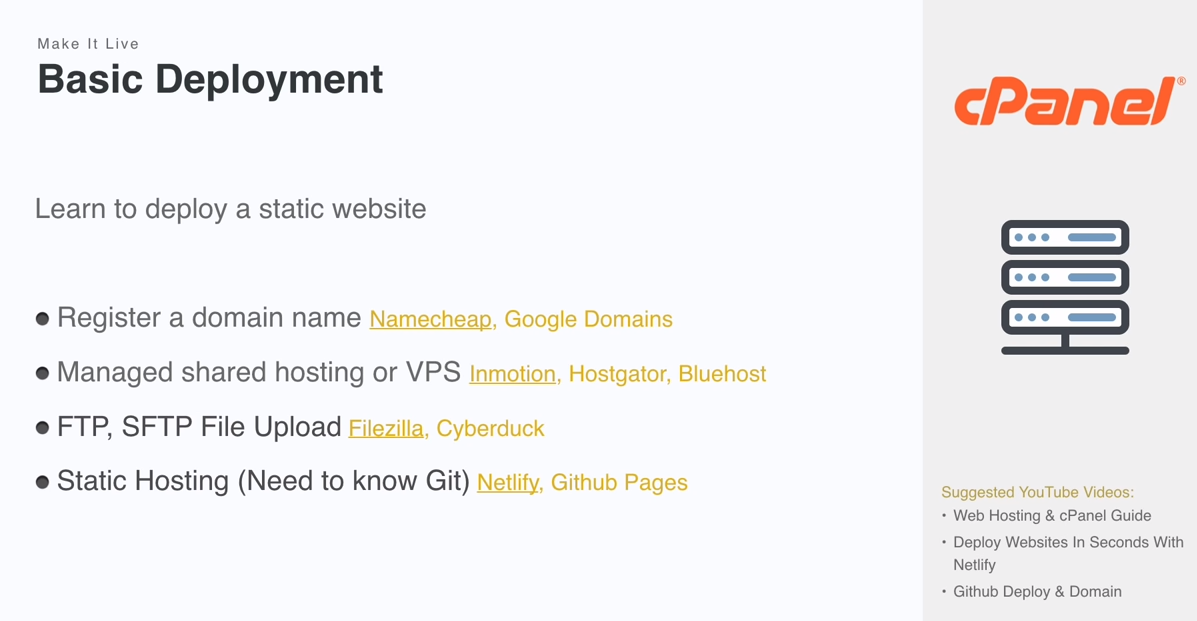 Make It Live
Basic Deployment
Learn to deploy a static website
Register a domain name Namecheap, Google Domains
Managed shared hosting or VPS Inmotion, Hostgator, Bluehost
FTP, SFTP File Upload Filezilla, Cyberduck
Static Hosting (Need to know Git) Netlify, Github Pages
cPanel®
Suggested YouTube Videos:
• Web Hosting & cPanel Guide
• Deploy Websites In Seconds With
Netlify
• Github Deploy & Domain